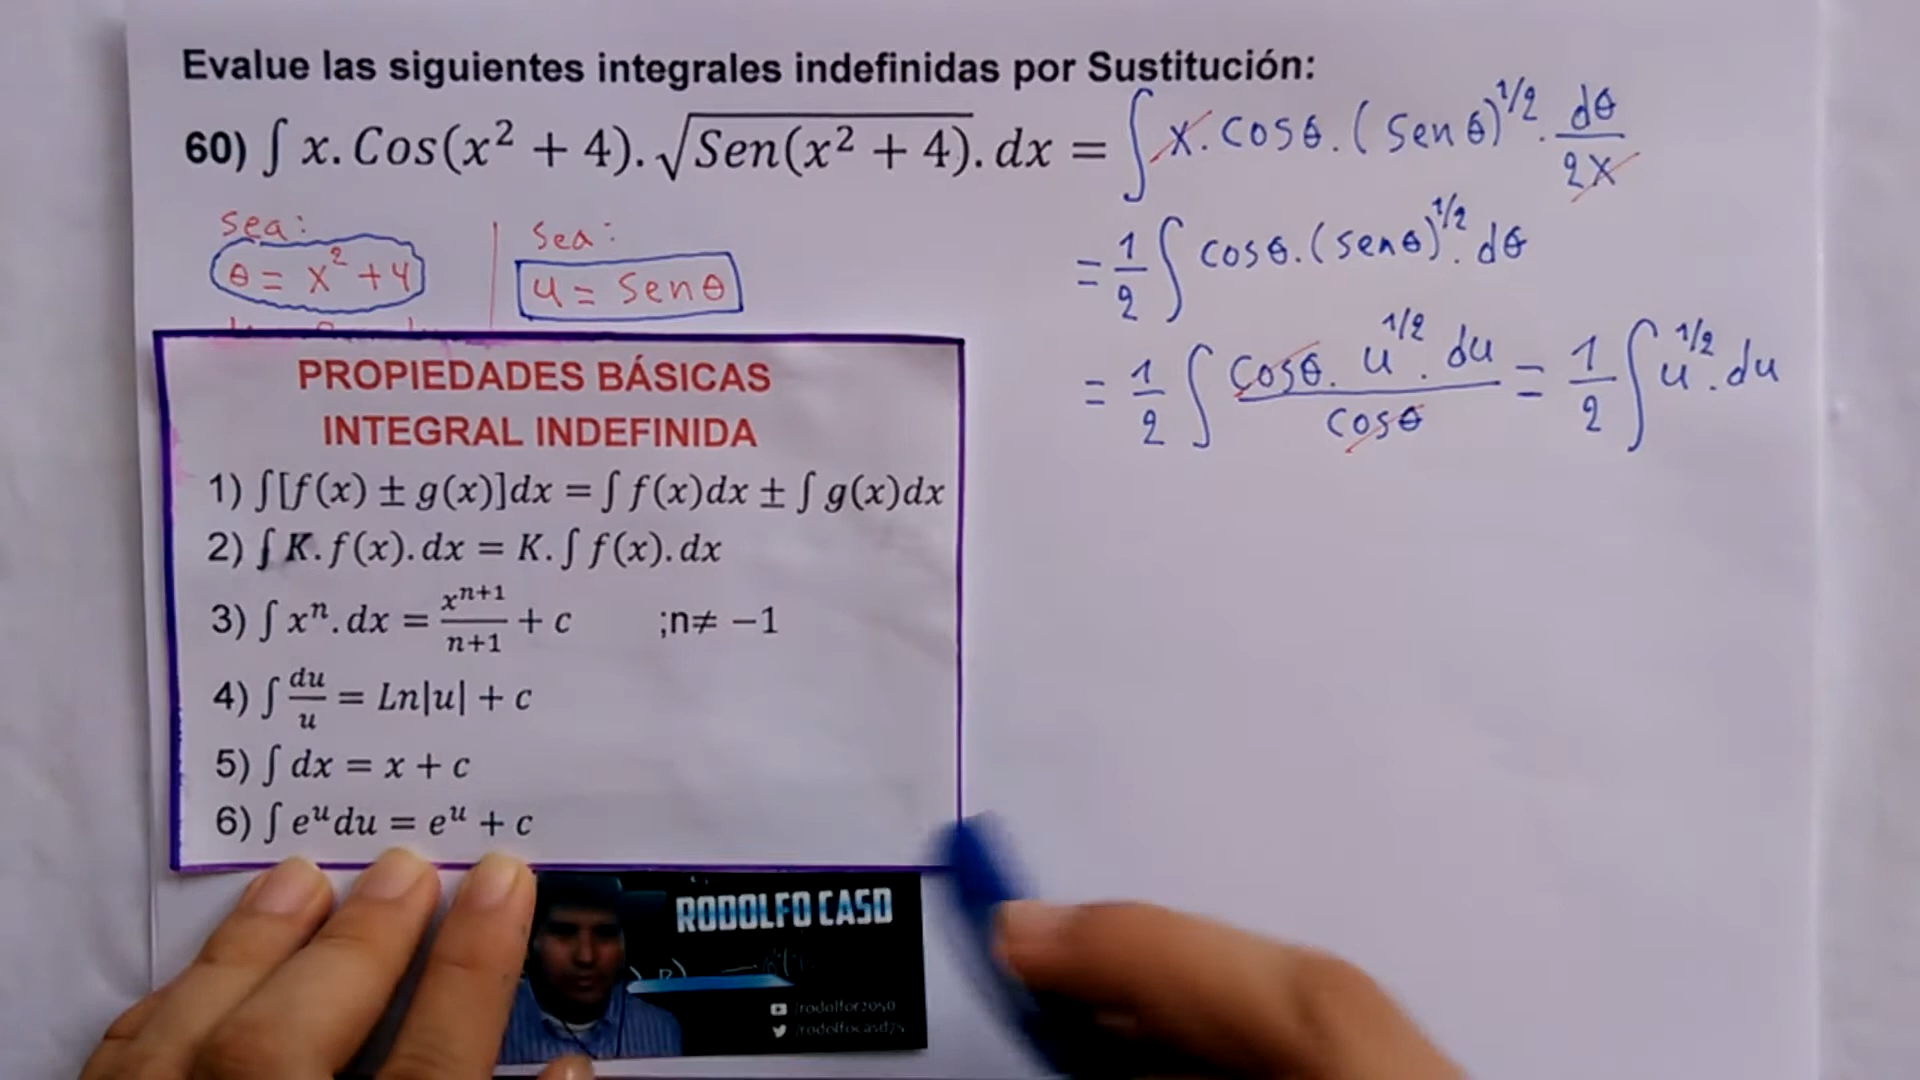 Evalue las siguientes integrales indefinidas por Sustitución:
60) ∫ x. Cos(x² + 4). √Sen(x² + 4). dx = ∫ x. cosθ. (senθ)^1/2 . dθ/2x
sea:
θ = x² + 4
sea:
u = senθ
= 1/2 ∫ cosθ. (senθ)^1/2 . dθ
= 1/2 ∫ cosθ. u^1/2 . du / cosθ = 1/2 ∫ u^1/2 . du
PROPIEDADES BÁSICAS
INTEGRAL INDEFINIDA
1) ∫[f(x) ± g(x)]dx = ∫ f(x)dx ± ∫ g(x)dx
2) ∫ K. f(x). dx = K. ∫ f(x). dx
3) ∫ xⁿ. dx = xⁿ⁺¹/n+1 + c ;n≠ −1
4) ∫ du/u = Ln|u| + c
5) ∫ dx = x + c
6) ∫ eᵘdu = eᵘ + c
RODOLFO CASO
/rodolfor2050